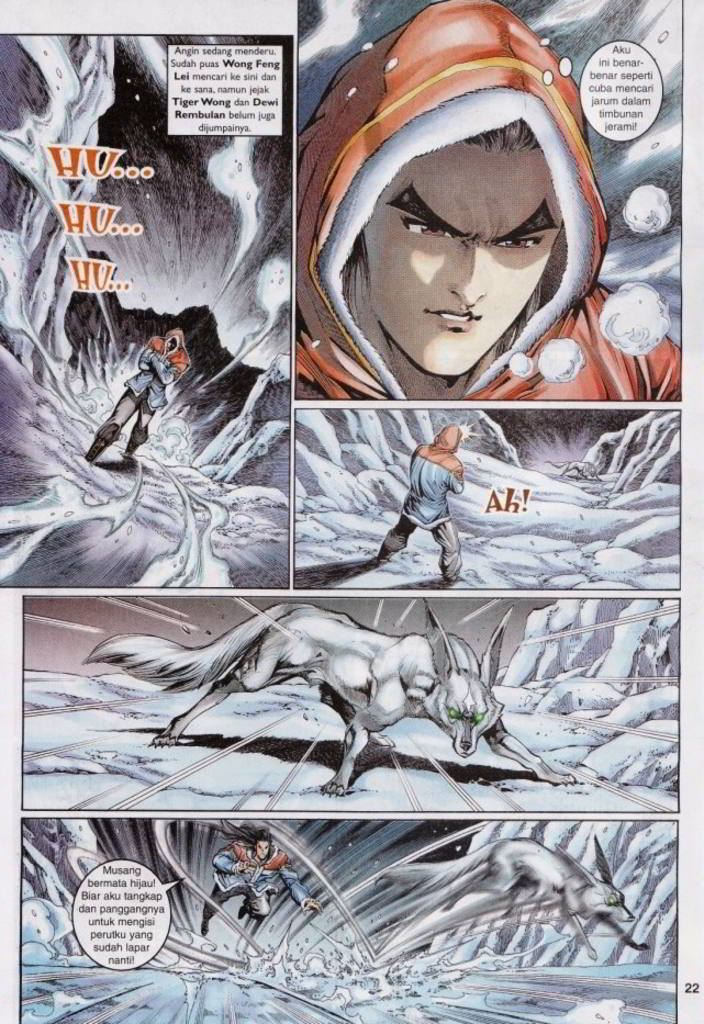 Angin sedang menderu.
Sudah puas Wong Feng
Lei mencari ke sini dan
ke sana, namun jejak
Tiger Wong dan Dewi
Rembulan belum juga
dijumpainya.
HU...
HU...
HU...
Aku
ini benar-
benar seperti
cuba mencari
jarum dalam
timbunan
jerami!
Ah!
Musang
bermata hijau!
Biar aku tangkap
dan panggangnya
untuk mengisi
perutku yang
sudah lapar
nanti!
22